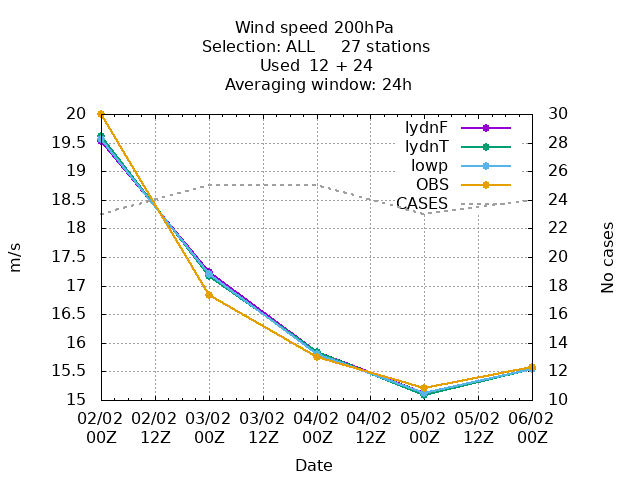 Wind speed 200hPa
Selection: ALL 27 stations
Used 12 + 24
Averaging window: 24h
20 30
lydnF
19.5 28
lydnT
19 26
lowp
OBS
18.5 24
CASES
18 22
17.5 20
17 18
16.5 16
16 14
15.5 12
15 10
m/s
No cases
02/02 02/02 03/02 03/02 04/02 04/02 05/02 05/02 06/02
00Z 12Z 00Z 12Z 00Z 12Z 00Z 12Z 00Z
Date